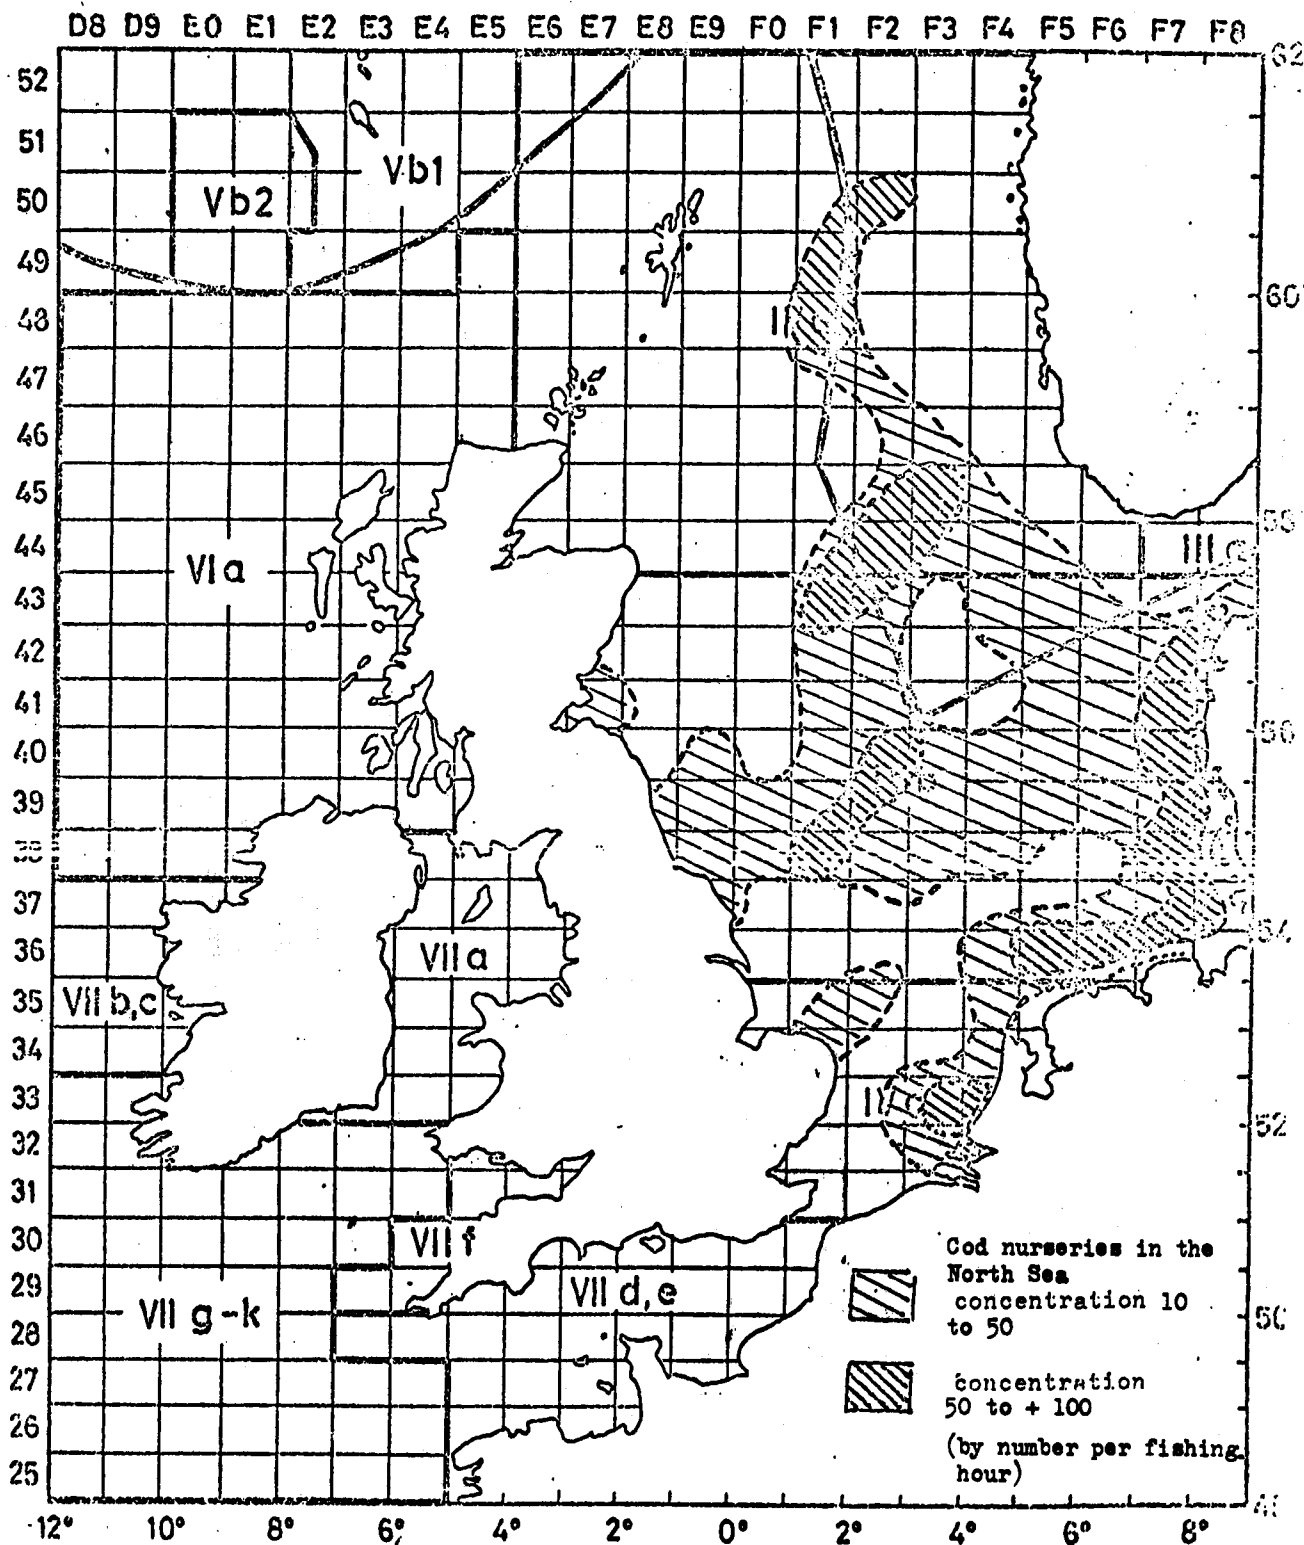 D8 D9 E0 E1 E2 E3 E4 E5 E6 E7 E8 E9 F0 F1 F2 F3 F4 F5 F6 F7 F8
52
51
50
49
48
47
46
45
44
43
42
41
40
39
38
37
36
35
34
33
32
31
30
29
28
27
26
25
Vb1
Vb2
60
VIa
III a
VIIa
VII b,c
52
VII f
VII d,e
VII g-k
Cod nurseries in the
North Sea
concentration 10
to 50
concentration
50 to + 100
(by number per fishing
hour)
-12° 10° 8° 6° 4° 2° 0° 2° 4° 6° 8°